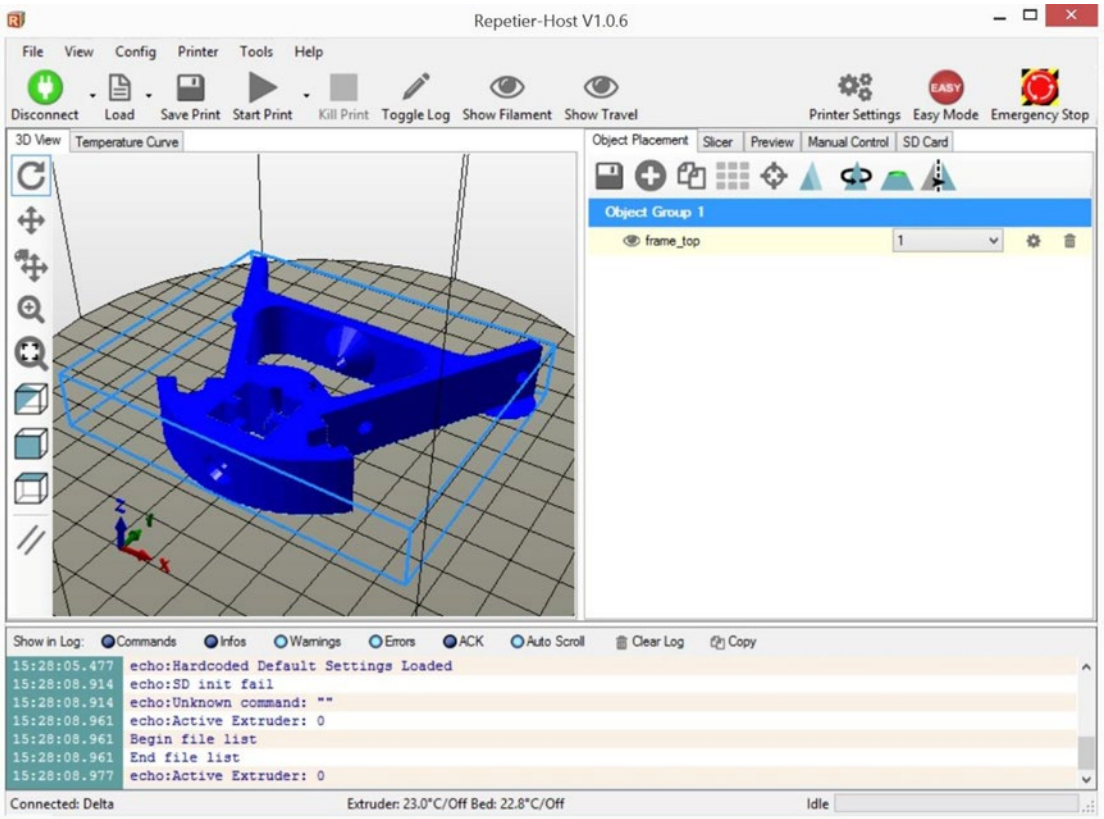 Repetier-Host V1.0.6
File View Config Printer Tools Help
Disconnect Load Save Print Start Print Kill Print Toggle Log Show Filament Show Travel Printer Settings Easy Mode Emergency Stop
EASY
3D View Temperature Curve
Object Placement Slicer Preview Manual Control SD Card
Object Group 1
frame_top 1
Z
Y
X
Show in Log: Commands Infos Warnings Errors ACK Auto Scroll Clear Log Copy
15:28:05.477 echo:Hardcoded Default Settings Loaded
15:28:08.914 echo:SD init fail
15:28:08.914 echo:Unknown command: ""
15:28:08.961 echo:Active Extruder: 0
15:28:08.961 Begin file list
15:28:08.961 End file list
15:28:08.977 echo:Active Extruder: 0
Connected: Delta Extruder: 23.0°C/Off Bed: 22.8°C/Off Idle